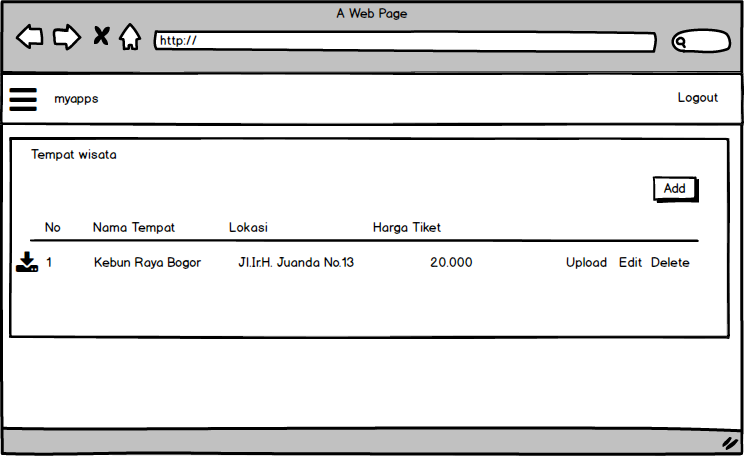 A Web Page
http://
myapps Logout
Tempat wisata
Add
No Nama Tempat Lokasi Harga Tiket
1 Kebun Raya Bogor Jl.Ir.H. Juanda No.13 20.000 Upload Edit Delete